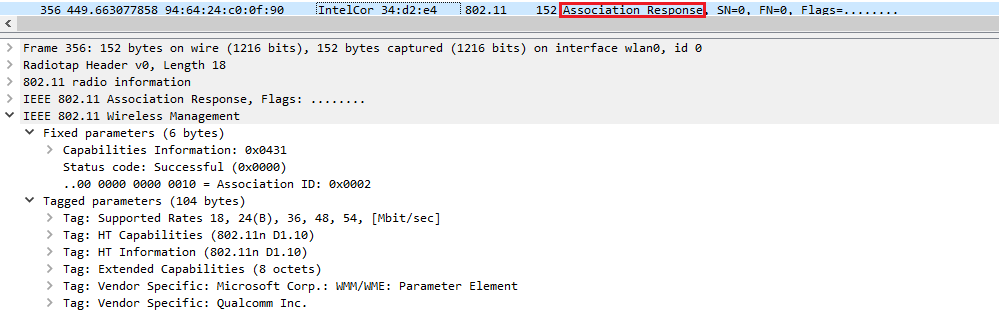 356 449.663077858 94:64:24:c0:0f:90 IntelCor 34:d2:e4 802.11 152 Association Response, SN=0, FN=0, Flags=........
Frame 356: 152 bytes on wire (1216 bits), 152 bytes captured (1216 bits) on interface wlan0, id 0
Radiotap Header v0, Length 18
802.11 radio information
IEEE 802.11 Association Response, Flags: ........
IEEE 802.11 Wireless Management
Fixed parameters (6 bytes)
Capabilities Information: 0x0431
Status code: Successful (0x0000)
..00 0000 0000 0010 = Association ID: 0x0002
Tagged parameters (104 bytes)
Tag: Supported Rates 18, 24(B), 36, 48, 54, [Mbit/sec]
Tag: HT Capabilities (802.11n D1.10)
Tag: HT Information (802.11n D1.10)
Tag: Extended Capabilities (8 octets)
Tag: Vendor Specific: Microsoft Corp.: WMM/WME: Parameter Element
Tag: Vendor Specific: Qualcomm Inc.